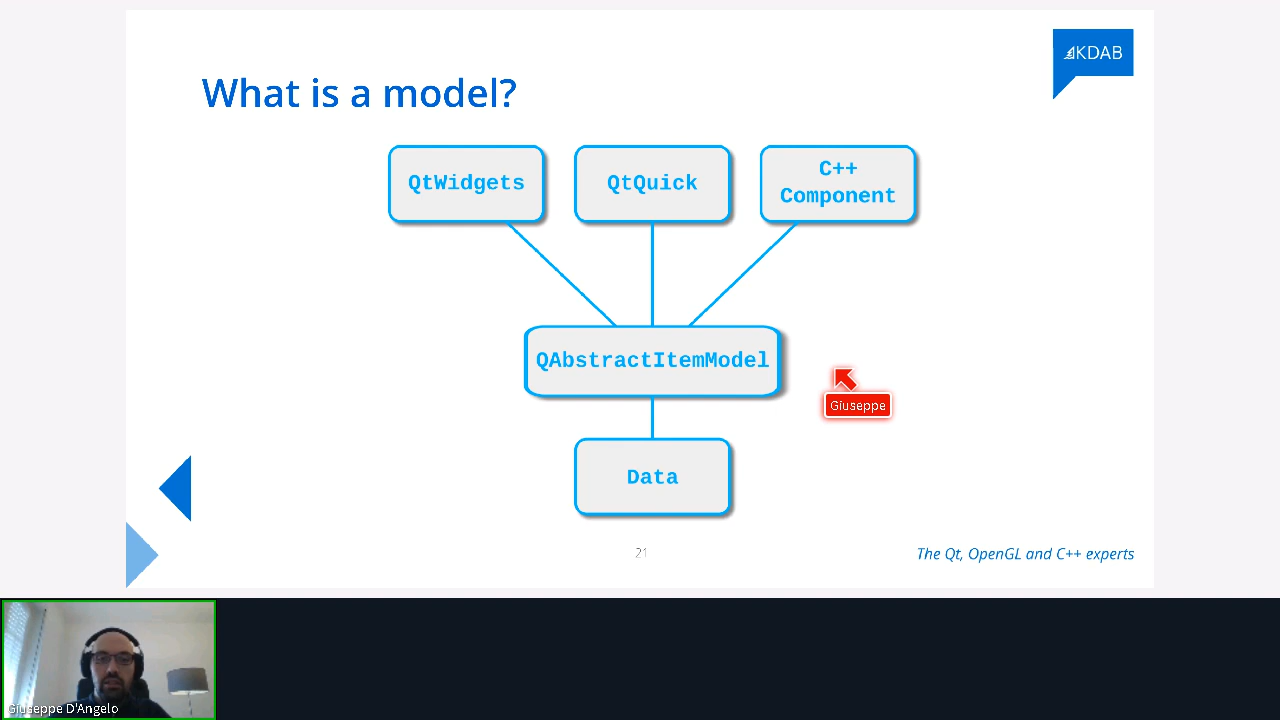 KDAB
What is a model?
QtWidgets
QtQuick
C++
Component
QAbstractItemModel
Giuseppe
Data
21
The Qt, OpenGL and C++ experts
Giuseppe D'Angelo